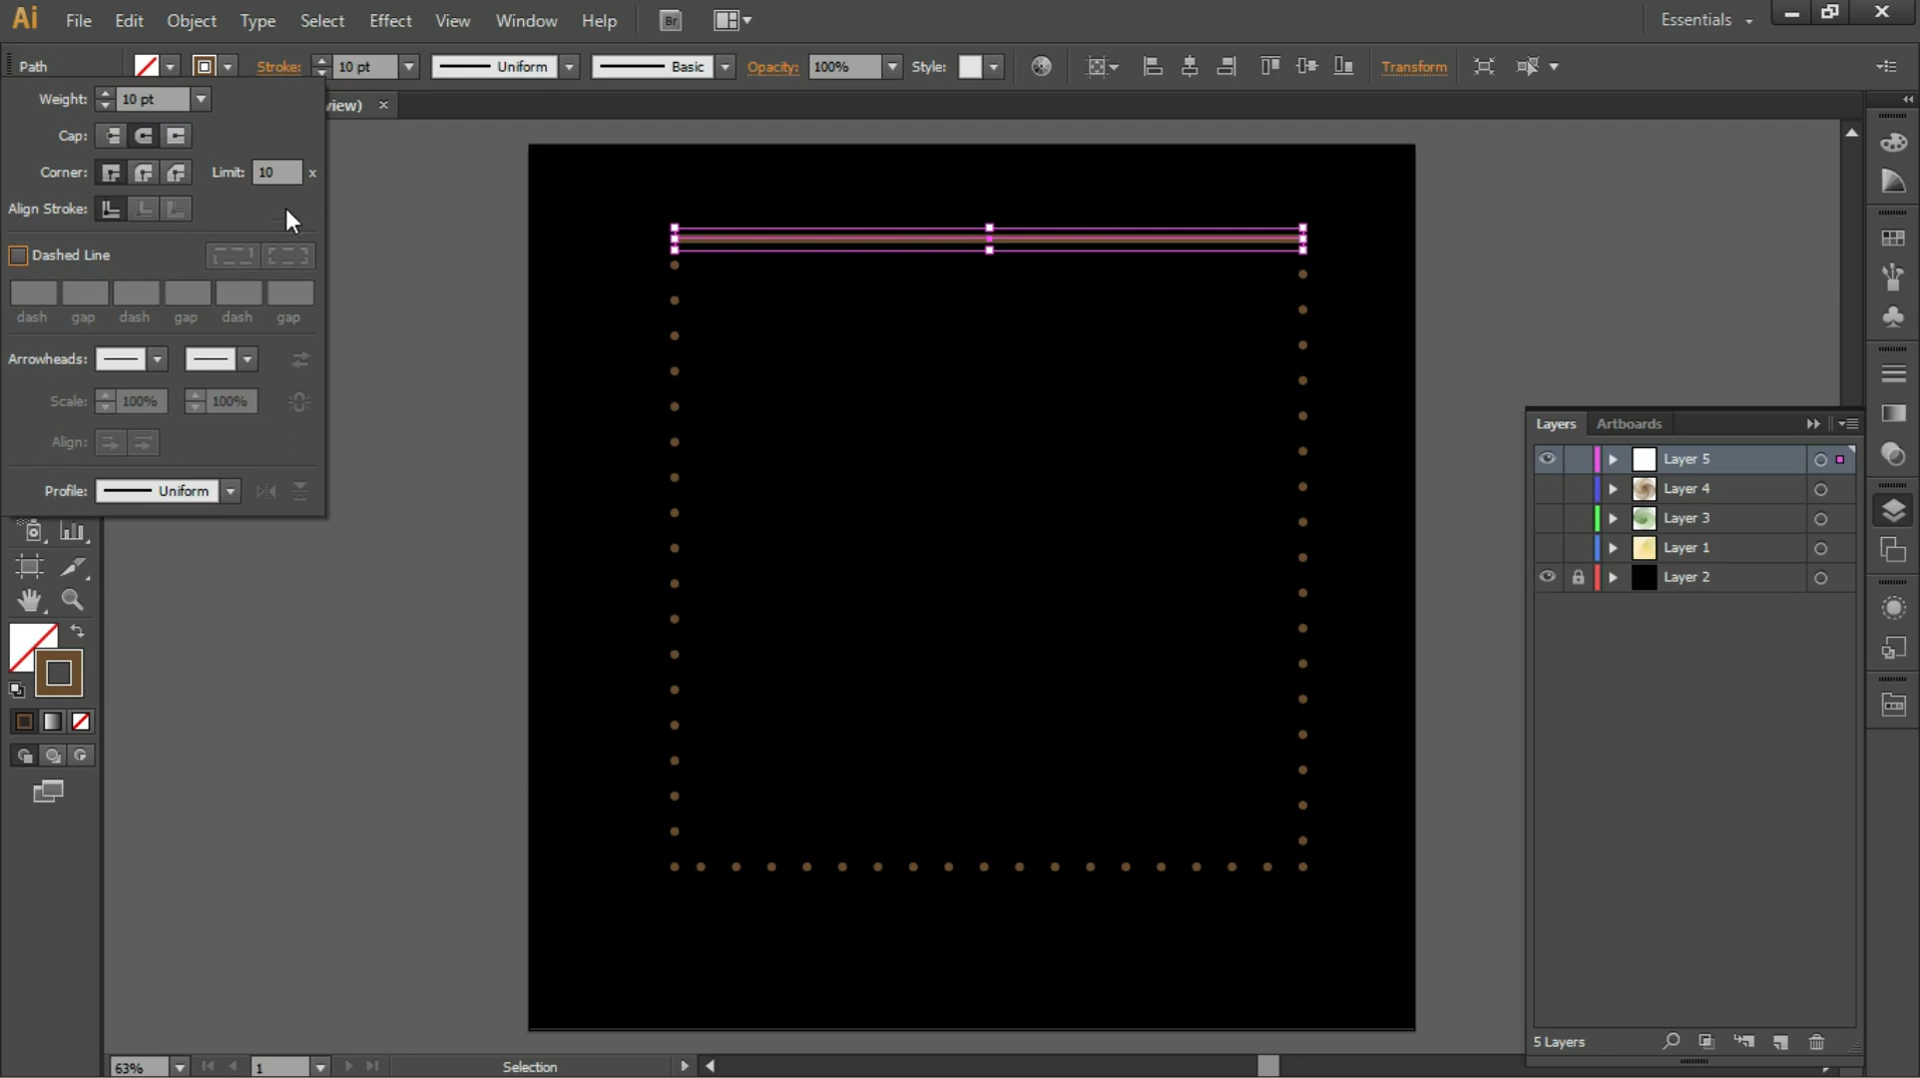 Ai File Edit Object Type Select Effect View Window Help Br Essentials
Path Stroke: 10 pt Uniform Basic Opacity: 100% Style: Transform
Weight: 10 pt view) ×
Cap:
Corner: Limit: 10 x
Align Stroke:
Dashed Line
dash gap dash gap dash gap
Arrowheads:
Scale: 100% 100%
Align:
Profile: Uniform
Layers Artboards
Layer 5
Layer 4
Layer 3
Layer 1
Layer 2
5 Layers
63% 1 Selection